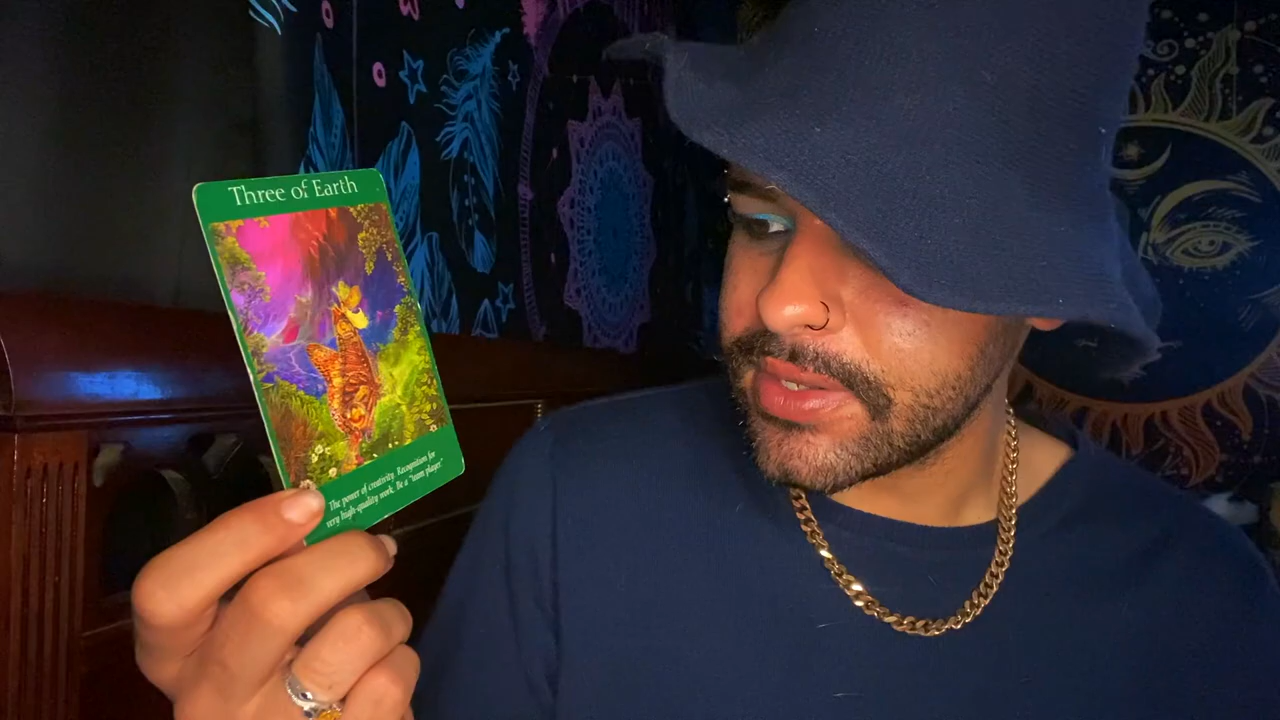 Three of Earth
The power of creativity. Recognition for
very high-quality work. Be a "team player."